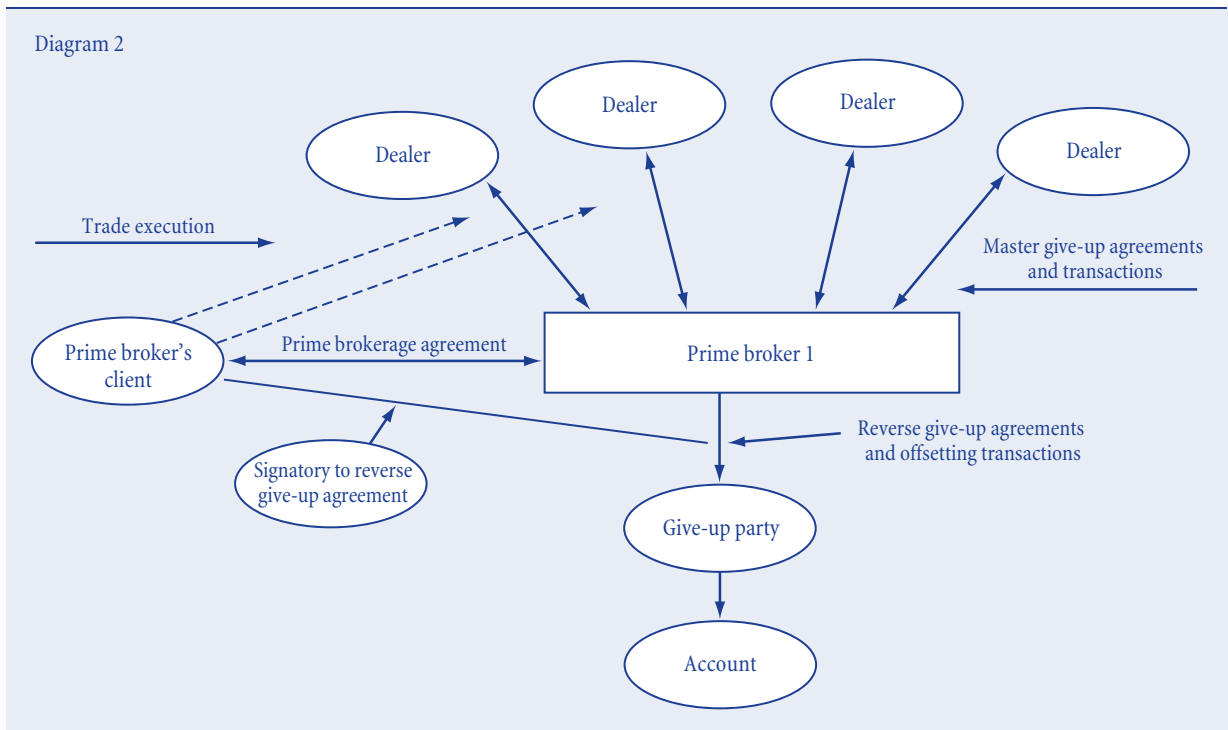 Diagram 2
Dealer
Dealer
Dealer
Dealer
Trade execution
Master give-up agreements
and transactions
Prime broker’s
client
Prime brokerage agreement
Prime broker 1
Reverse give-up agreements
and offsetting transactions
Signatory to reverse
give-up agreement
Give-up party
Account